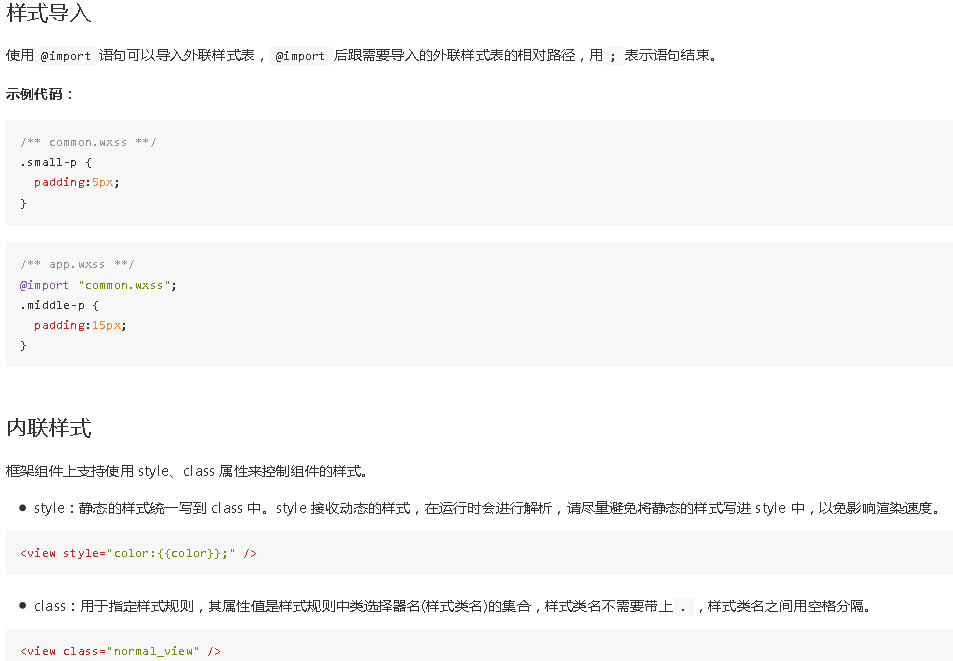 样式导入
使用 @import 语句可以导入外联样式表，@import 后跟需要导入的外联样式表的相对路径，用 ; 表示语句结束。
示例代码：
/** common.wxss **/
.small-p {
  padding:5px;
}
/** app.wxss **/
@import "common.wxss";
.middle-p {
  padding:15px;
}
内联样式
框架组件上支持使用 style、class 属性来控制组件的样式。
● style：静态的样式统一写到 class 中。style 接收动态的样式，在运行时会进行解析，请尽量避免将静态的样式写进 style 中，以免影响渲染速度。
<view style="color:{{color}};" />
● class：用于指定样式规则，其属性值是样式规则中类选择器名(样式类名)的集合，样式类名不需要带上 . ，样式类名之间用空格分隔。
<view class="normal_view" />